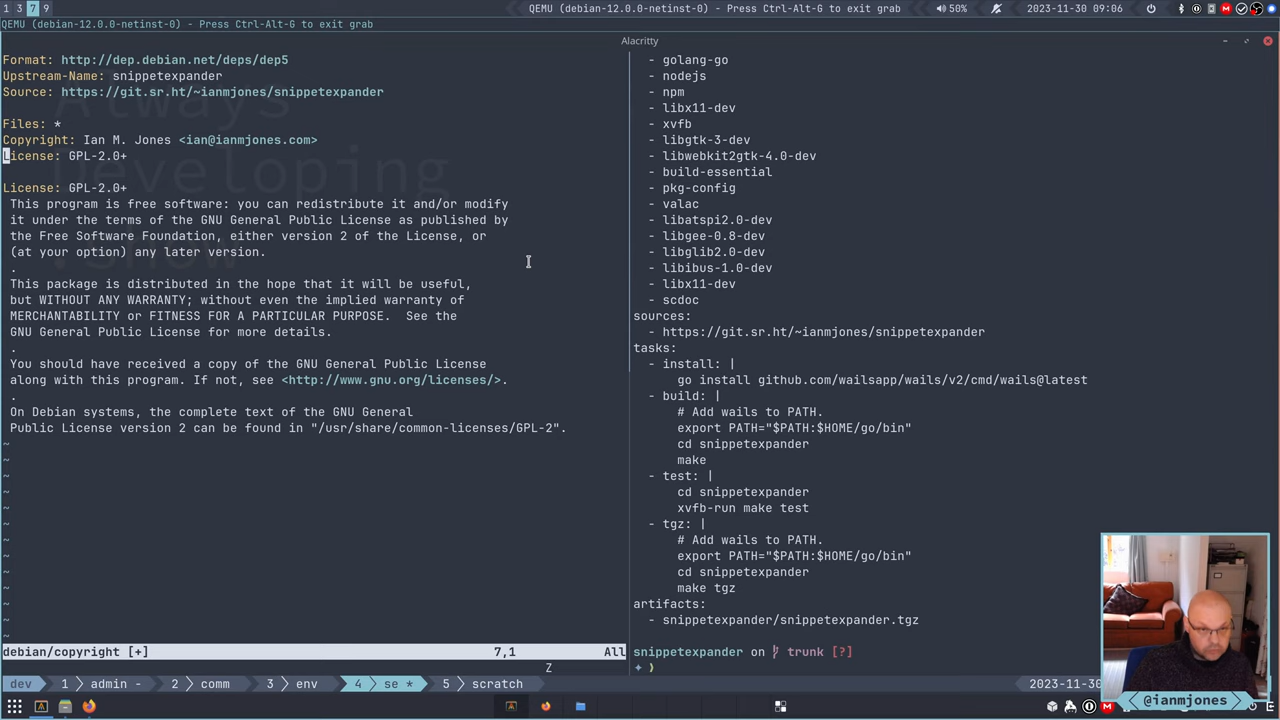 1 3 7 9
QEMU (debian-12.0.0-netinst-0) - Press Ctrl-Alt-G to exit grab
50%
2023-11-30 09:06
QEMU (debian-12.0.0-netinst-0) - Press Ctrl-Alt-G to exit grab
Alacritty
Always
Developing
.show
Format: http://dep.debian.net/deps/dep5
Upstream-Name: snippetexpander
Source: https://git.sr.ht/~ianmjones/snippetexpander
Files: *
Copyright: Ian M. Jones <ian@ianmjones.com>
License: GPL-2.0+
License: GPL-2.0+
This program is free software: you can redistribute it and/or modify
it under the terms of the GNU General Public License as published by
the Free Software Foundation, either version 2 of the License, or
(at your option) any later version.
.
This package is distributed in the hope that it will be useful,
but WITHOUT ANY WARRANTY; without even the implied warranty of
MERCHANTABILITY or FITNESS FOR A PARTICULAR PURPOSE.  See the
GNU General Public License for more details.
.
You should have received a copy of the GNU General Public License
along with this program. If not, see <http://www.gnu.org/licenses/>.
.
On Debian systems, the complete text of the GNU General
Public License version 2 can be found in "/usr/share/common-licenses/GPL-2".
~
~
~
~
~
~
~
~
~
~
~
~
~
debian/copyright [+] 7,1 All
Z
- golang-go
- nodejs
- npm
- libx11-dev
- xvfb
- libgtk-3-dev
- libwebkit2gtk-4.0-dev
- build-essential
- pkg-config
- valac
- libatspi2.0-dev
- libgee-0.8-dev
- libglib2.0-dev
- libibus-1.0-dev
- libx11-dev
- scdoc
sources:
- https://git.sr.ht/~ianmjones/snippetexpander
tasks:
- install: |
go install github.com/wailsapp/wails/v2/cmd/wails@latest
- build: |
# Add wails to PATH.
export PATH="$PATH:$HOME/go/bin"
cd snippetexpander
make
- test: |
cd snippetexpander
xvfb-run make test
- tgz: |
# Add wails to PATH.
export PATH="$PATH:$HOME/go/bin"
cd snippetexpander
make tgz
artifacts:
- snippetexpander/snippetexpander.tgz
snippetexpander on trunk [?]
dev 1 admin - 2 comm 3 env 4 se * 5 scratch
2023-11-30
@ianmjones